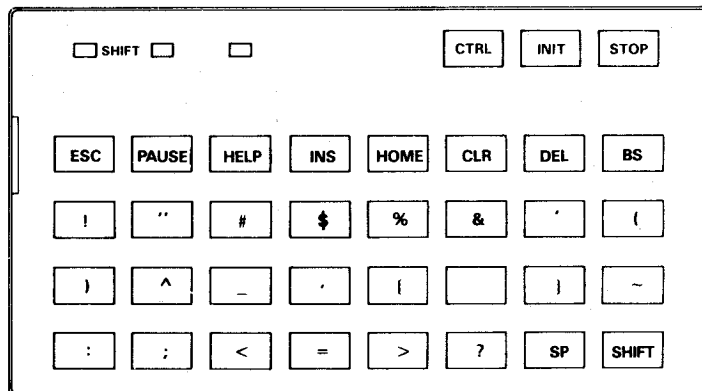 SHIFT CTRL INIT STOP
ESC PAUSE HELP INS HOME CLR DEL BS
! " # $ % & ' (
) ^ _ { } ~
: ; < = > ? SP SHIFT